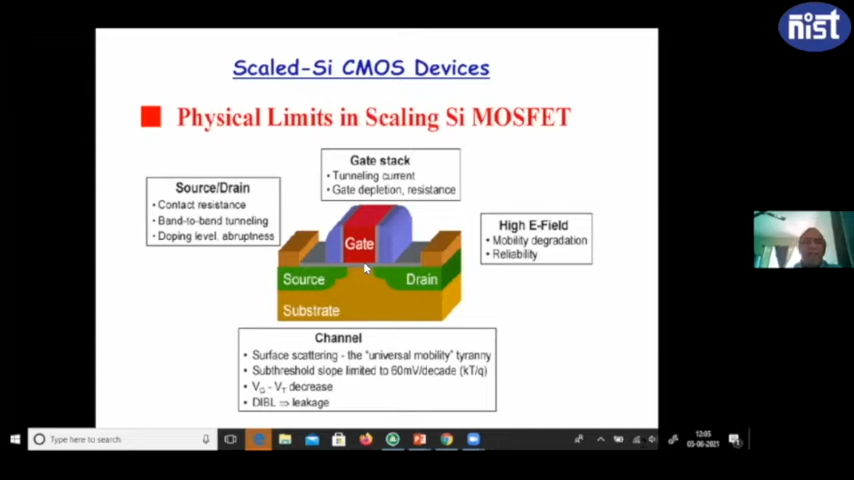 nist
Scaled-Si CMOS Devices
Physical Limits in Scaling Si MOSFET
Gate stack
• Tunneling current
• Gate depletion, resistance
Source/Drain
• Contact resistance
• Band-to-band tunneling
• Doping level, abruptness
High E-Field
• Mobility degradation
• Reliability
Gate
Source
Drain
Substrate
Channel
• Surface scattering - the "universal mobility" tyranny
• Subthreshold slope limited to 60mV/decade (kT/q)
• VG - VT decrease
• DIBL ⇒ leakage
Type here to search
12:05
05-06-2021